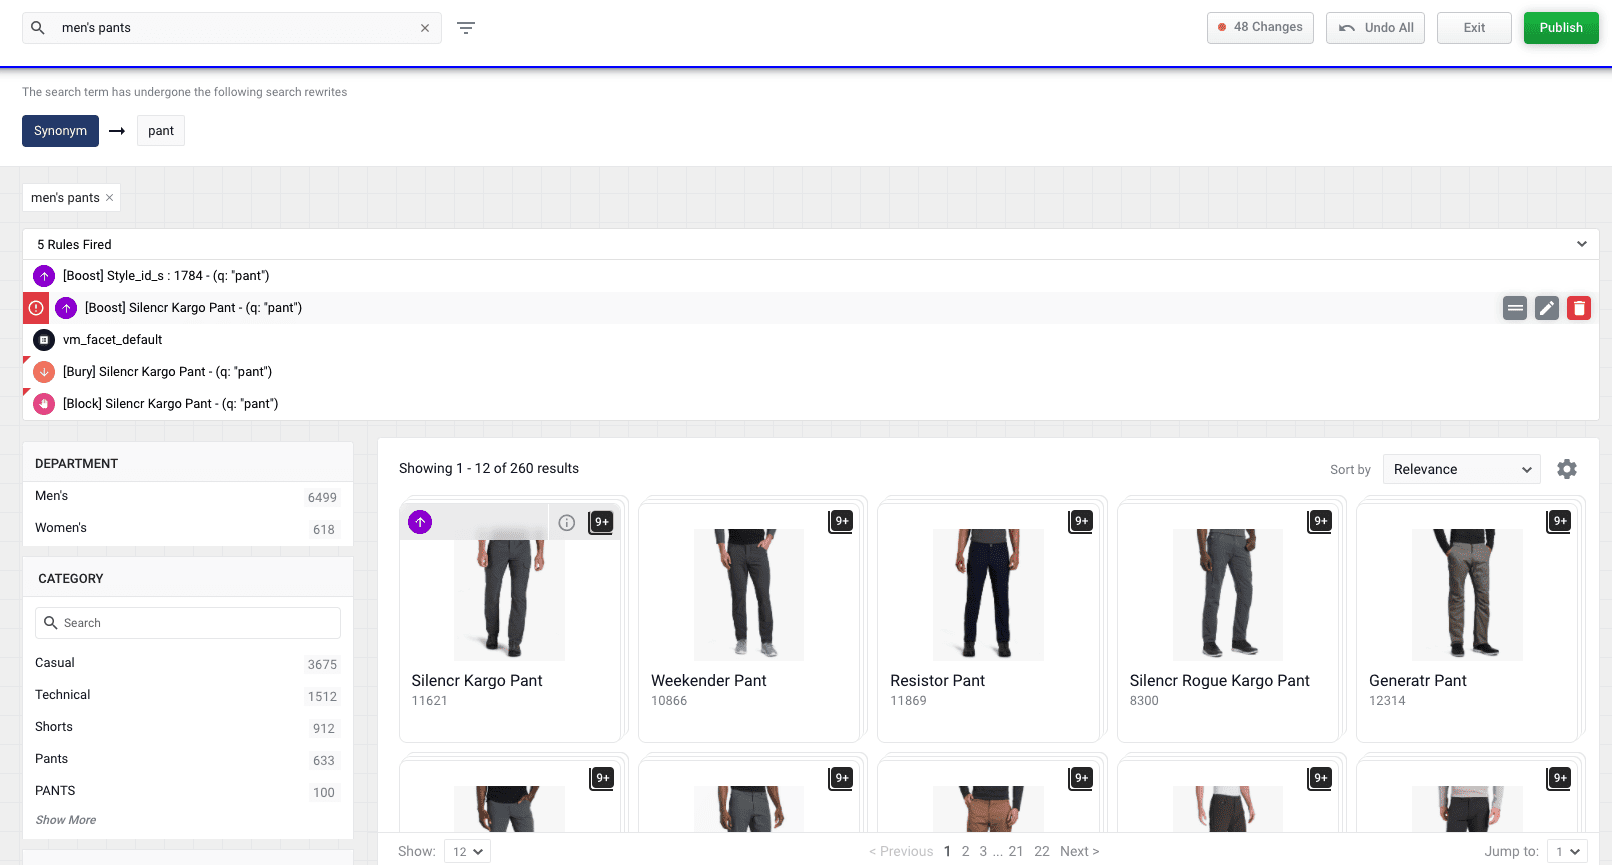 men's pants
48 Changes
Undo All
Exit
Publish
The search term has undergone the following search rewrites
Synonym
pant
men's pants
5 Rules Fired
[Boost] Style_id_s : 1784 - (q: "pant")
[Boost] Silencr Kargo Pant - (q: "pant")
vm_facet_default
[Bury] Silencr Kargo Pant - (q: "pant")
[Block] Silencr Kargo Pant - (q: "pant")
DEPARTMENT
Men's 6499
Women's 618
CATEGORY
Search
Casual 3675
Technical 1512
Shorts 912
Pants 633
PANTS 100
Show More
Showing 1 - 12 of 260 results
Sort by Relevance
9+ 9+ 9+ 9+ 9+
Silencr Kargo Pant
11621
Weekender Pant
10866
Resistor Pant
11869
Silencr Rogue Kargo Pant
8300
Generatr Pant
12314
9+ 9+ 9+ 9+ 9+
Show: 12
< Previous 1 2 3 ... 21 22 Next >
Jump to: 1